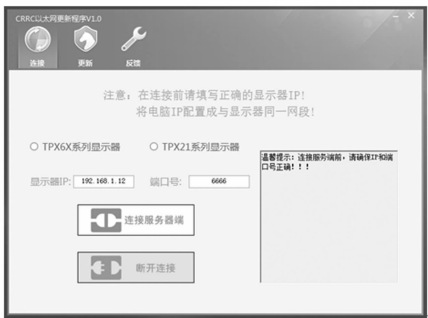 CRRC以太网更新程序V1.0
连接 更新 反馈
注意：在连接前请填写正确的显示器IP!
将电脑IP配置成与显示器同一网段!
TPX6X系列显示器 TPX21系列显示器
显示器IP: 192.168.1.12 端口号: 6666
温馨提示：连接服务端前，请确保IP和端
口号正确！！！
连接服务器端
断开连接